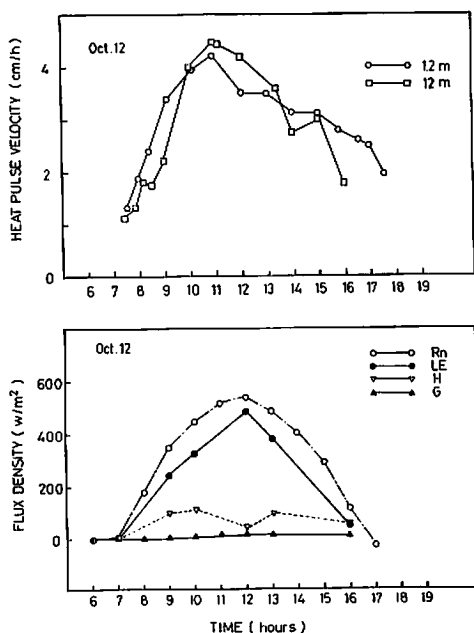 Oct.12
1.2 m
12 m
HEAT PULSE VELOCITY (cm/h)
4
2
0
6 7 8 9 10 11 12 13 14 15 16 17 18 19
Oct.12
Rn
LE
H
G
FLUX DENSITY (w/m²)
600
400
200
0
6 7 8 9 10 11 12 13 14 15 16 17 18 19
TIME (hours)